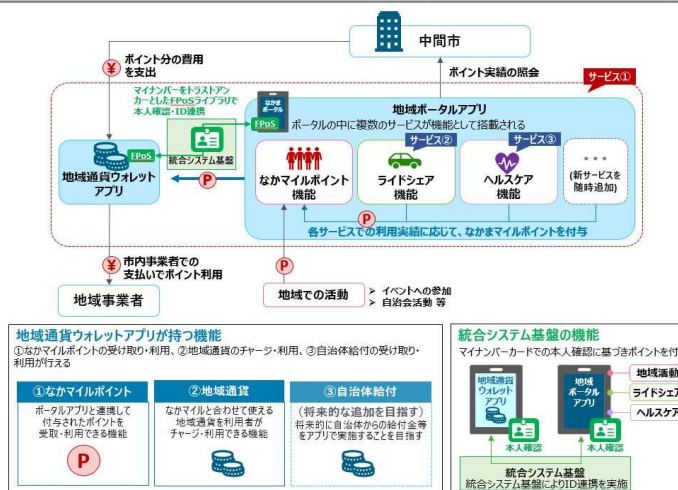 中間市
ポイント分の費用
を支出
¥
ポイント実績の照会
サービス①
マイナンバーをトラストアン
カーとしたFPoSライブラリで
本人確認・ID連携
なかま
ポータル
FPoS
地域ポータルアプリ
ポータルの中に複数のサービスが機能として搭載される
サービス②
サービス③
FPoS
統合システム基盤
地域通貨ウォレット
アプリ
P
なかマイルポイント
機能
ライドシェア
機能
ヘルスケア
機能
(新サービスを
随時追加)
P
各サービスでの利用実績に応じて、なかまマイルポイントを付与
¥
市内事業者での
支払いでポイント利用
P
地域事業者
地域での活動
➢ イベントへの参加
➢ 自治会活動 等
地域通貨ウォレットアプリが持つ機能
①なかマイルポイントの受け取り・利用、②地域通貨のチャージ・利用、③自治体給付の受け取り・
利用が行える
①なかマイルポイント
ポータルアプリと連携して
付与されたポイントを
受取・利用できる機能
P
②地域通貨
なかマイルと合わせて使える
地域通貨を利用者が
チャージ・利用できる機能
③自治体給付
(将来的な追加を目指す)
将来的に自治体からの給付金等
をアプリで実施することを目指す
統合システム基盤の機能
マイナンバーカードでの本人確認に基づきポイントを付
地域通貨
ウォレット
アプリ
地域
ポータル
アプリ
地域活動
ライドシェア
ヘルスケア
本人確認
本人確認
統合システム基盤
統合システム基盤によりID連携を実施